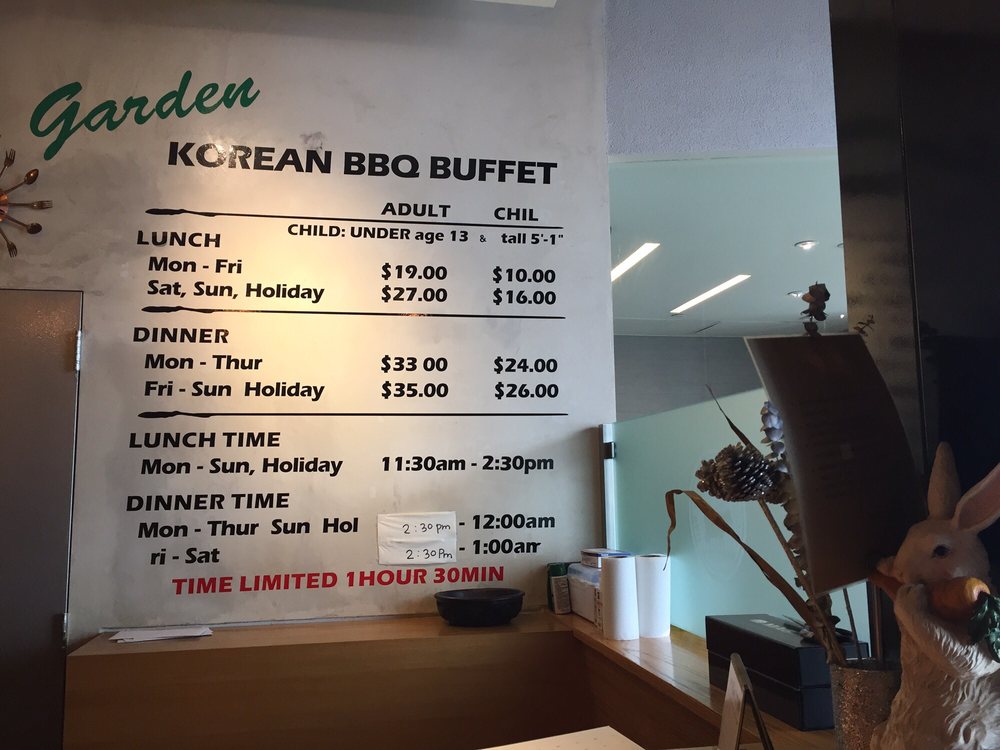 Garden
KOREAN BBQ BUFFET
ADULT CHIL
CHILD: UNDER age 13 & tall 5'-1"
LUNCH
Mon - Fri $19.00 $10.00
Sat, Sun, Holiday $27.00 $16.00
DINNER
Mon - Thur $33 00 $24.00
Fri - Sun Holiday $35.00 $26.00
LUNCH TIME
Mon - Sun, Holiday 11:30am - 2:30pm
DINNER TIME
Mon - Thur Sun Hol 2:30pm - 12:00am
ri - Sat 2:30Pm - 1:00am
TIME LIMITED 1HOUR 30MIN